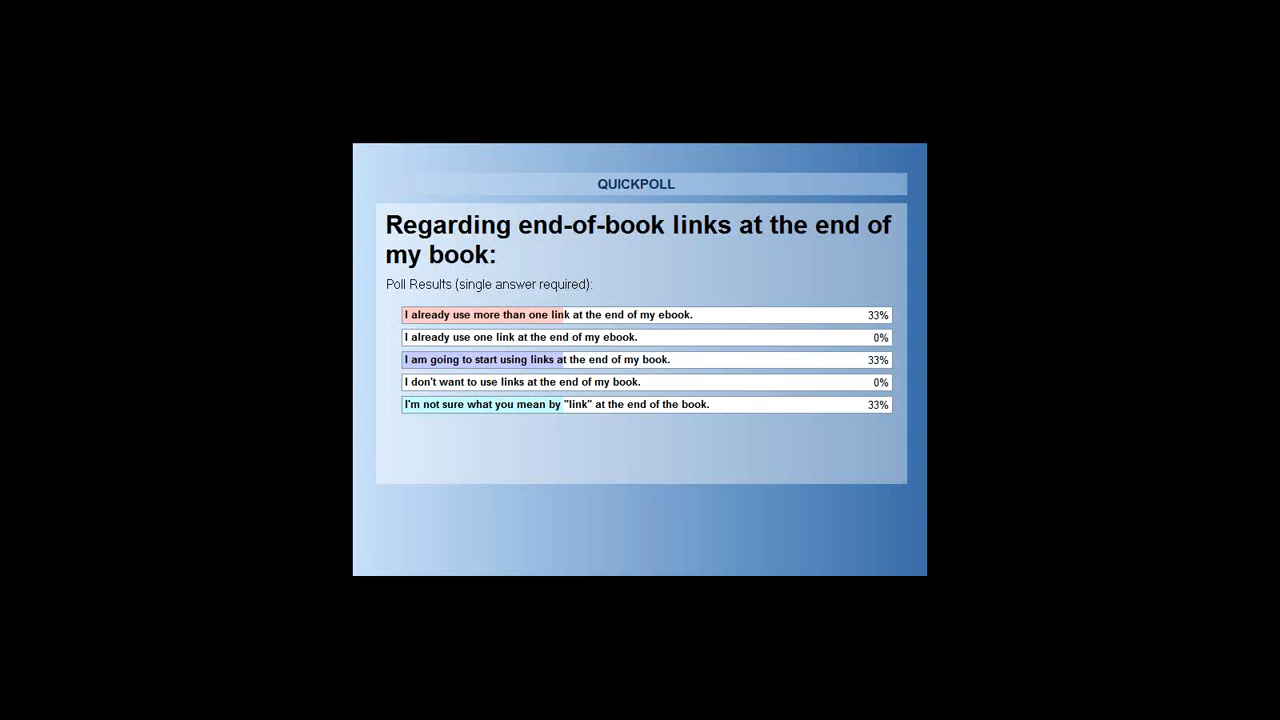 QUICKPOLL
Regarding end-of-book links at the end of
my book:
Poll Results (single answer required):
I already use more than one link at the end of my ebook. 33%
I already use one link at the end of my ebook. 0%
I am going to start using links at the end of my book. 33%
I don't want to use links at the end of my book. 0%
I'm not sure what you mean by "link" at the end of the book. 33%